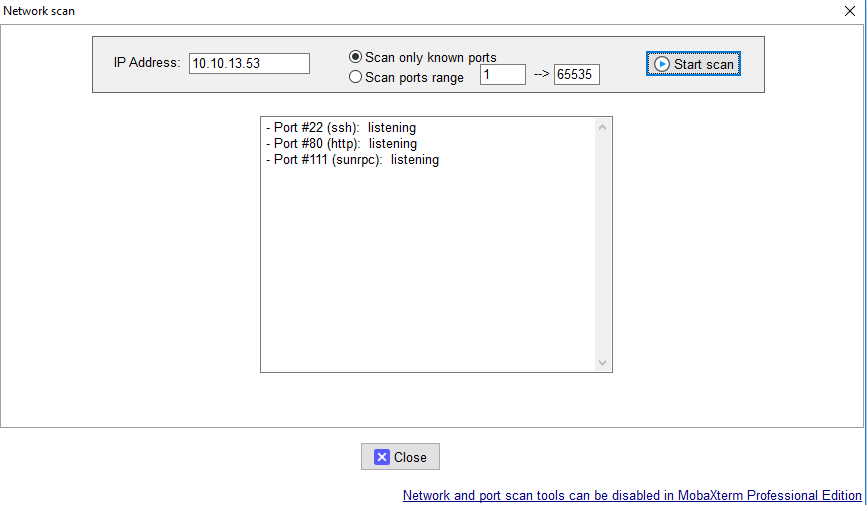 Network scan
IP Address: 10.10.13.53
Scan only known ports
Scan ports range 1 --> 65535
Start scan
- Port #22 (ssh): listening
- Port #80 (http): listening
- Port #111 (sunrpc): listening
Close
Network and port scan tools can be disabled in MobaXterm Professional Edition